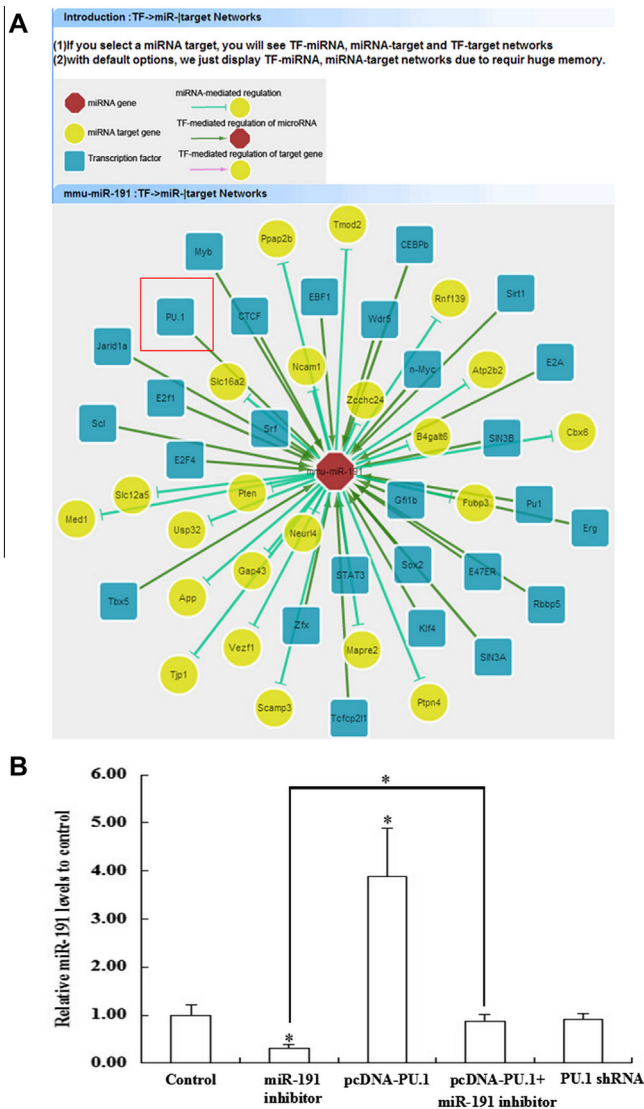 A
Introduction :TF->miR-|target Networks
(1)If you select a miRNA target, you will see TF-miRNA, miRNA-target and TF-target networks
(2)with default options, we just display TF-miRNA, miRNA-target networks due to requir huge memory.
miRNA gene
miRNA-mediated regulation
miRNA target gene
TF-mediated regulation of microRNA
Transcription factor
TF-mediated regulation of target gene
mmu-miR-191 :TF->miR-|target Networks
Tmod2
Ppap2b
Myb
CEBPb
Rnf139
Sirt1
EBF1
PU.1
CTCF
Wdr5
Jarid1a
Ncam1
n-Myc
E2A
Slc16a2
Atp2b2
E2f1
Zcchc24
Scl
Srf
B4galt6
SIN3B
Cbx6
E2F4
mmu-miR-191
Slc12a5
Pten
Gfi1b
Fubp3
Pu1
Med1
Usp32
Neurl4
Erg
Gap43
STAT3
Sox2
E47ER
Tbx5
App
Rbbp5
Zfx
Klf4
Vezf1
Mapre2
SIN3A
Tjp1
Scamp3
Tcfcp2l1
Ptpn4
B
6.00
5.00
4.00
3.00
2.00
1.00
0.00
Relative miR-191 levels to control
*
*
*
Control
miR-191
inhibitor
pcDNA-PU.1
pcDNA-PU.1+
miR-191 inhibitor
PU.1 shRNA